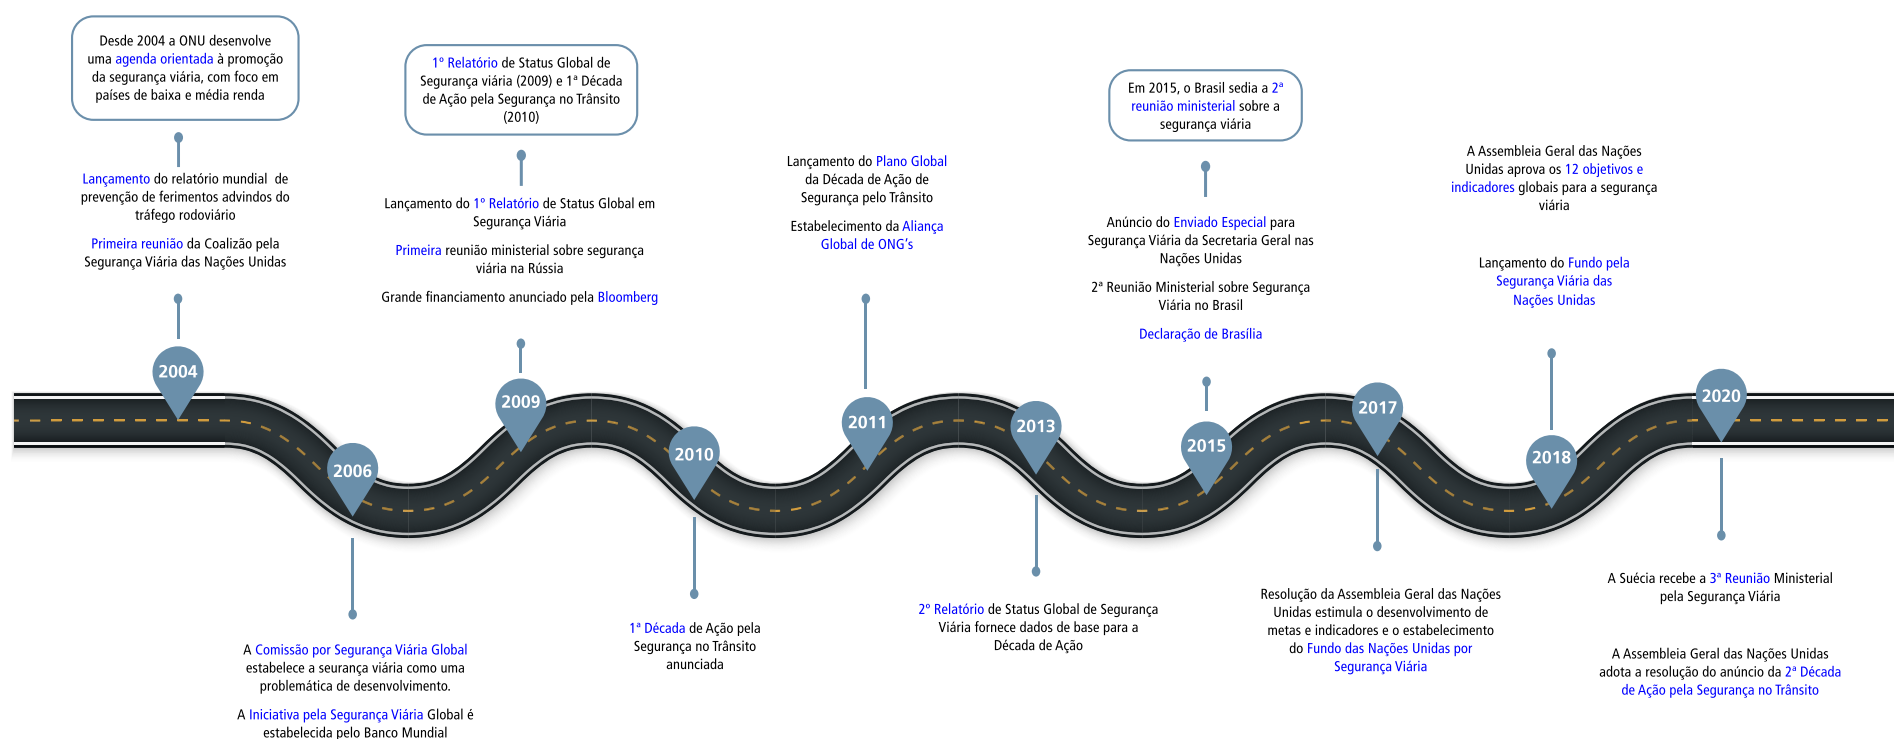 Desde 2004 a ONU desenvolve
uma agenda orientada à promoção
da segurança viária, com foco em
países de baixa e média renda
Lançamento do relatório mundial de
prevenção de ferimentos advindos do
tráfego rodoviário
Primeira reunião da Coalizão pela
Segurança Viária das Nações Unidas
2004
2006
A Comissão por Segurança Viária Global
estabelece a seurança viária como uma
problemática de desenvolvimento.
A Iniciativa pela Segurança Viária Global é
estabelecida pelo Banco Mundial
1º Relatório de Status Global de
Segurança viária (2009) e 1ª Década
de Ação pela Segurança no Trânsito
(2010)
Lançamento do 1º Relatório de Status Global em
Segurança Viária
Primeira reunião ministerial sobre segurança
viária na Rússia
Grande financiamento anunciado pela Bloomberg
2009
2010
1ª Década de Ação pela
Segurança no Trânsito
anunciada
Lançamento do Plano Global
da Década de Ação de
Segurança pelo Trânsito
Estabelecimento da Aliança
Global de ONG’s
2011
2013
2º Relatório de Status Global de Segurança
Viária fornece dados de base para a
Década de Ação
Em 2015, o Brasil sedia a 2ª
reunião ministerial sobre a
segurança viária
Anúncio do Enviado Especial para
Segurança Viária da Secretaria Geral nas
Nações Unidas
2ª Reunião Ministerial sobre Segurança
Viária no Brasil
Declaração de Brasília
2015
2017
Resolução da Assembleia Geral das Nações
Unidas estimula o desenvolvimento de
metas e indicadores e o estabelecimento
do Fundo das Nações Unidas por
Segurança Viária
A Assembleia Geral das Nações
Unidas aprova os 12 objetivos e
indicadores globais para a segurança
viária
Lançamento do Fundo pela
Segurança Viária das
Nações Unidas
2018
2020
A Suécia recebe a 3ª Reunião Ministerial
pela Segurança Viária
A Assembleia Geral das Nações Unidas
adota a resolução do anúncio da 2ª Década
de Ação pela Segurança no Trânsito